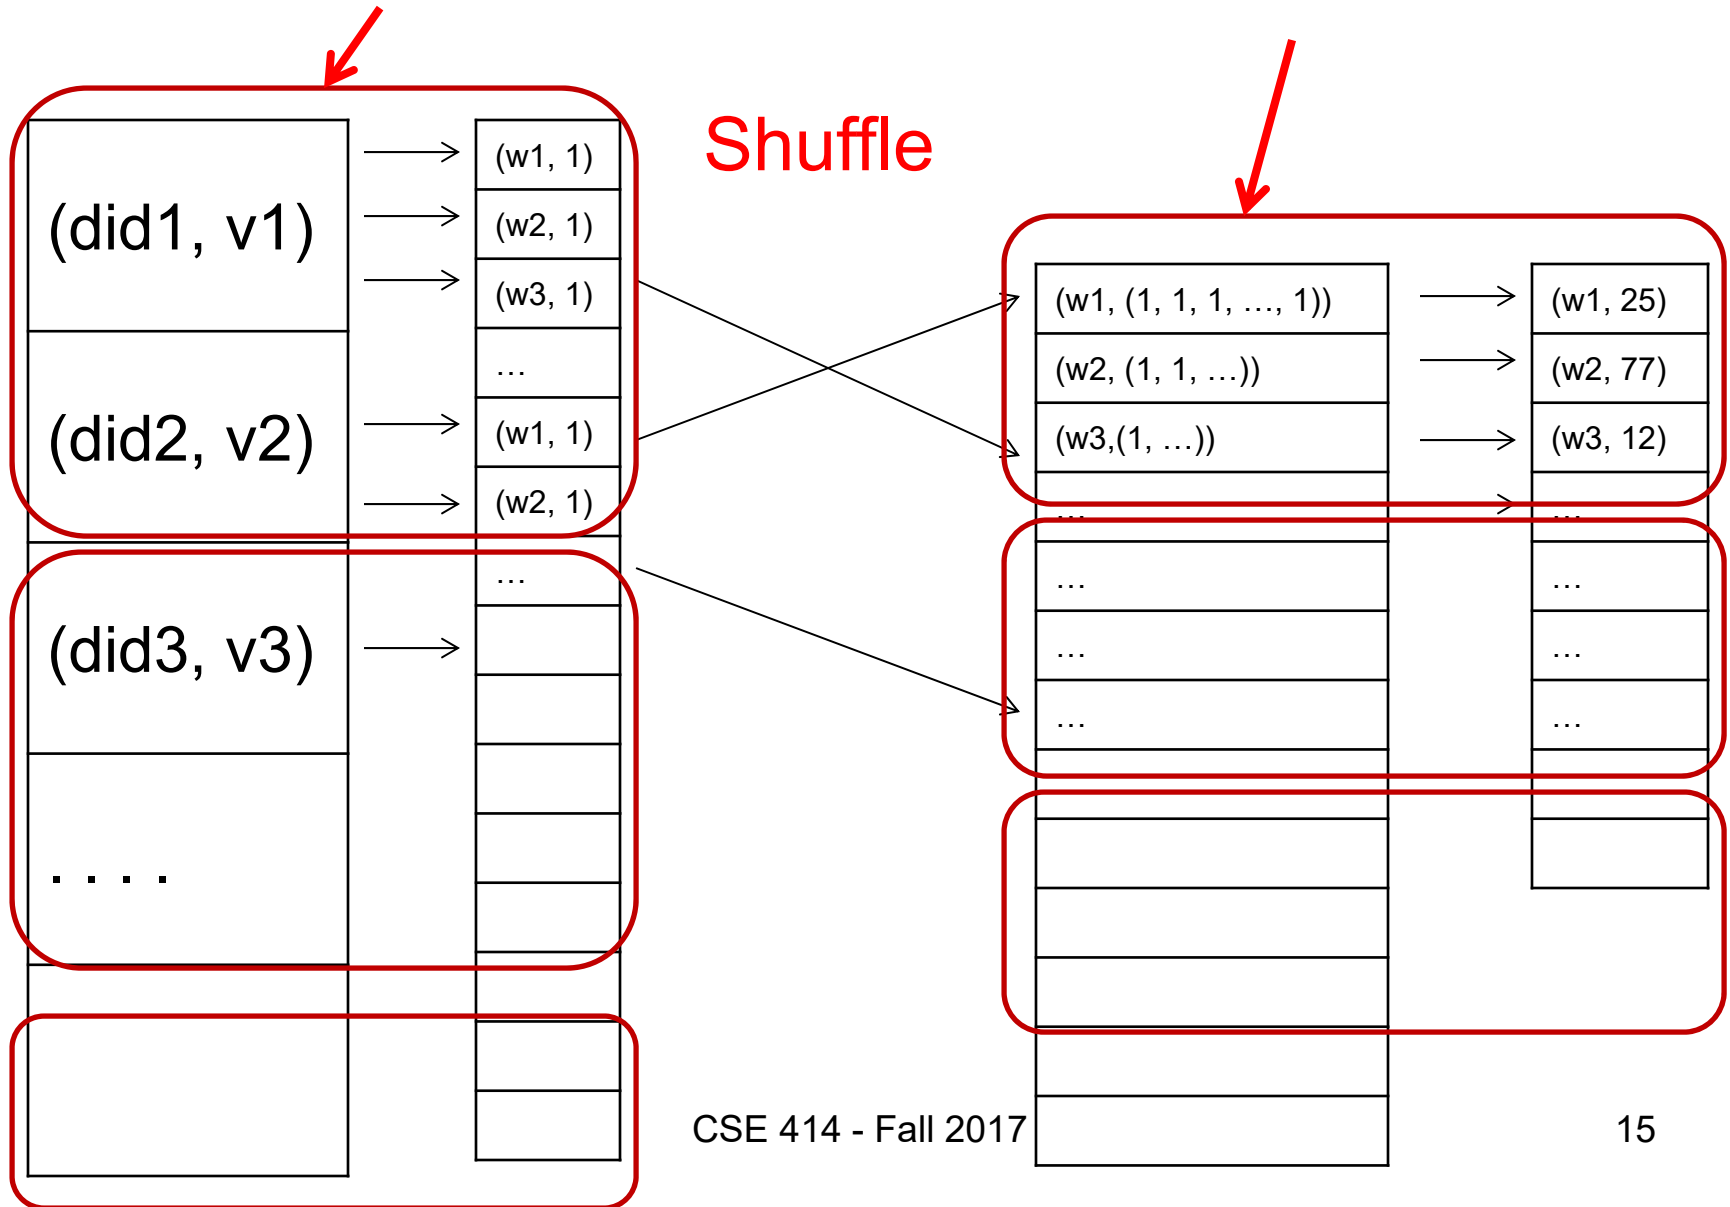 Shuffle
(did1, v1)
(did2, v2)
(did3, v3)
. . . .
(w1, 1)
(w2, 1)
(w3, 1)
…
(w1, 1)
(w2, 1)
…
(w1, (1, 1, 1, …, 1))
(w2, (1, 1, …))
(w3,(1, …))
…
…
…
…
(w1, 25)
(w2, 77)
(w3, 12)
…
…
…
…
CSE 414 - Fall 2017
15